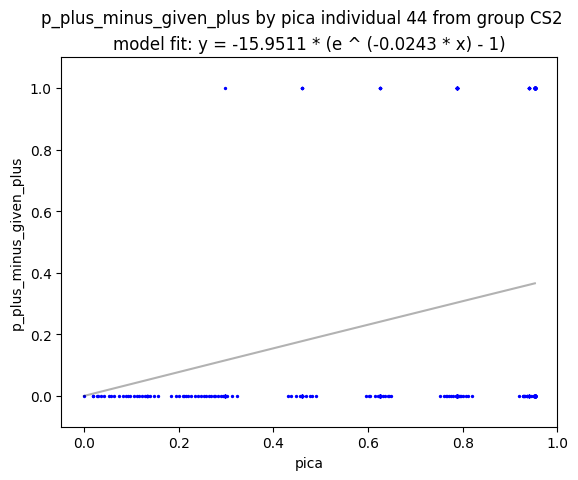 p_plus_minus_given_plus by pica individual 44 from group CS2
model fit: y = -15.9511 * (e ^ (-0.0243 * x) - 1)
1.0
0.8
0.6
0.4
0.2
0.0
p_plus_minus_given_plus
0.0 0.2 0.4 0.6 0.8 1.0
pica